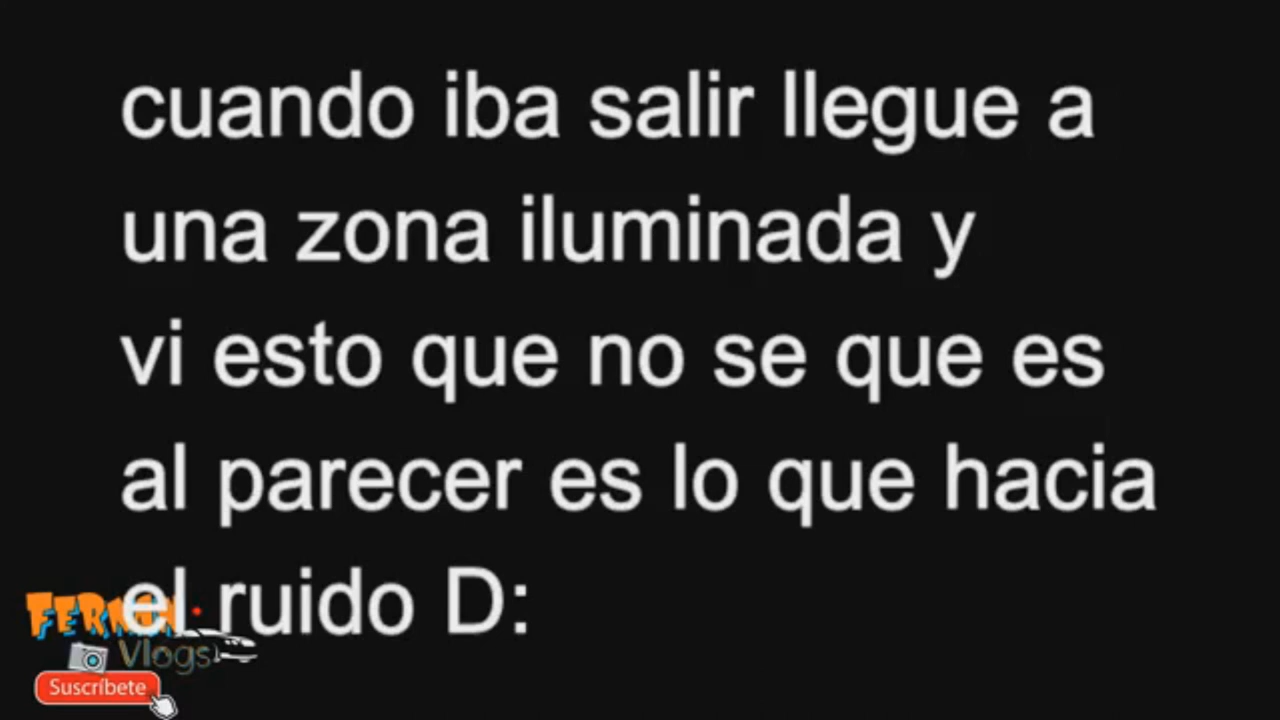 cuando iba salir llegue a
una zona iluminada y
vi esto que no se que es
al parecer es lo que hacia
el ruido D:
Vlogs
Suscríbete